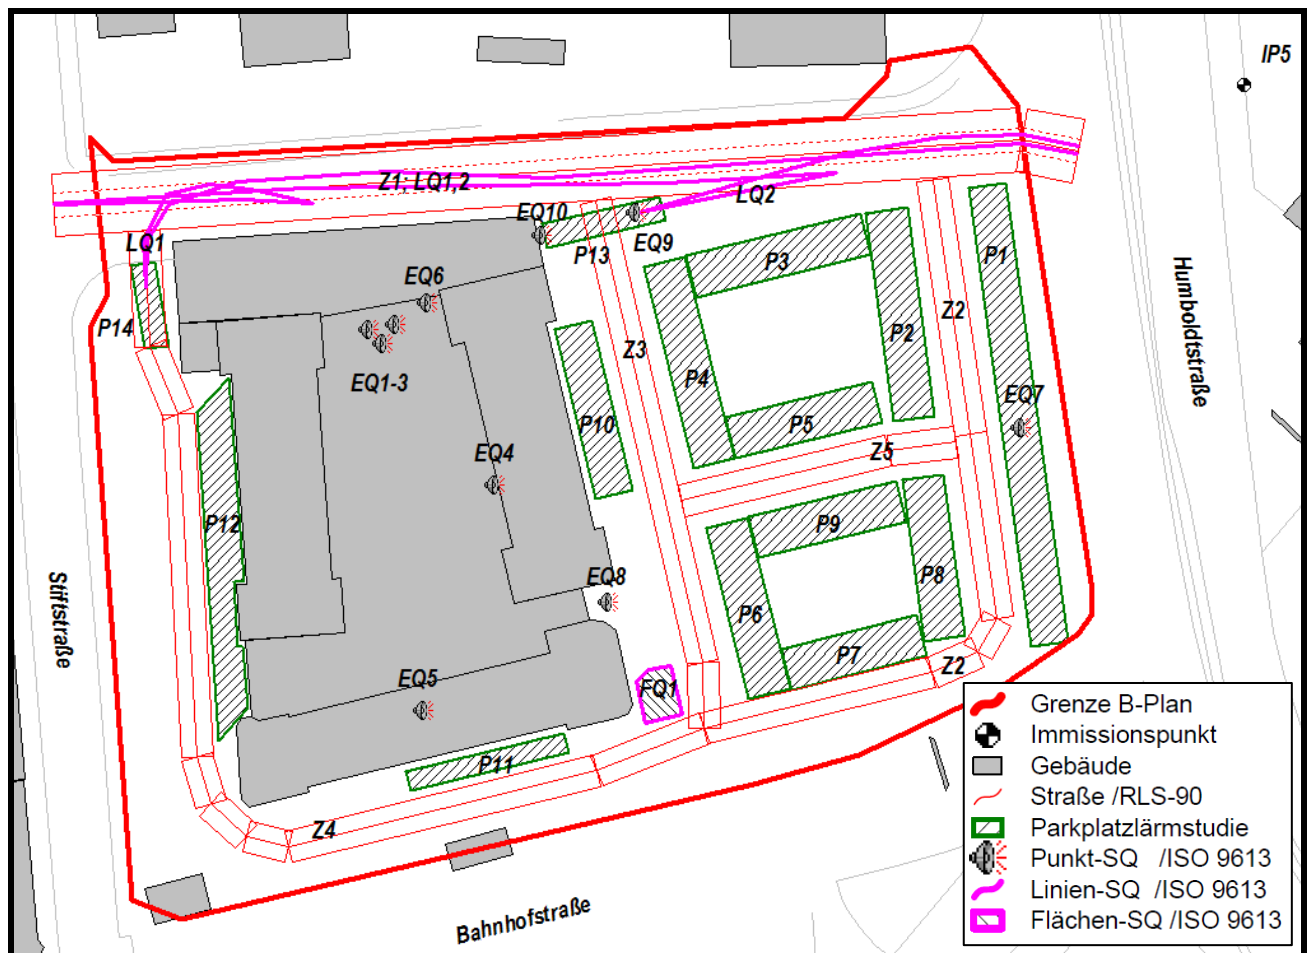 IP5
Z1; LQ1,2
LQ2
EQ10
LQ1
P13
EQ9
P3
P1
EQ6
Z2
P14
Z3
P2
Humboldtstraße
EQ1-3
P4
EQ7
P10
P5
EQ4
Z5
P12
P9
EQ8
P8
Stiftstraße
P6
P7
Z2
EQ5
FQ1
P11
Z4
Bahnhofstraße
Grenze B-Plan
Immissionspunkt
Gebäude
Straße /RLS-90
Parkplatzlärmstudie
Punkt-SQ /ISO 9613
Linien-SQ /ISO 9613
Flächen-SQ /ISO 9613